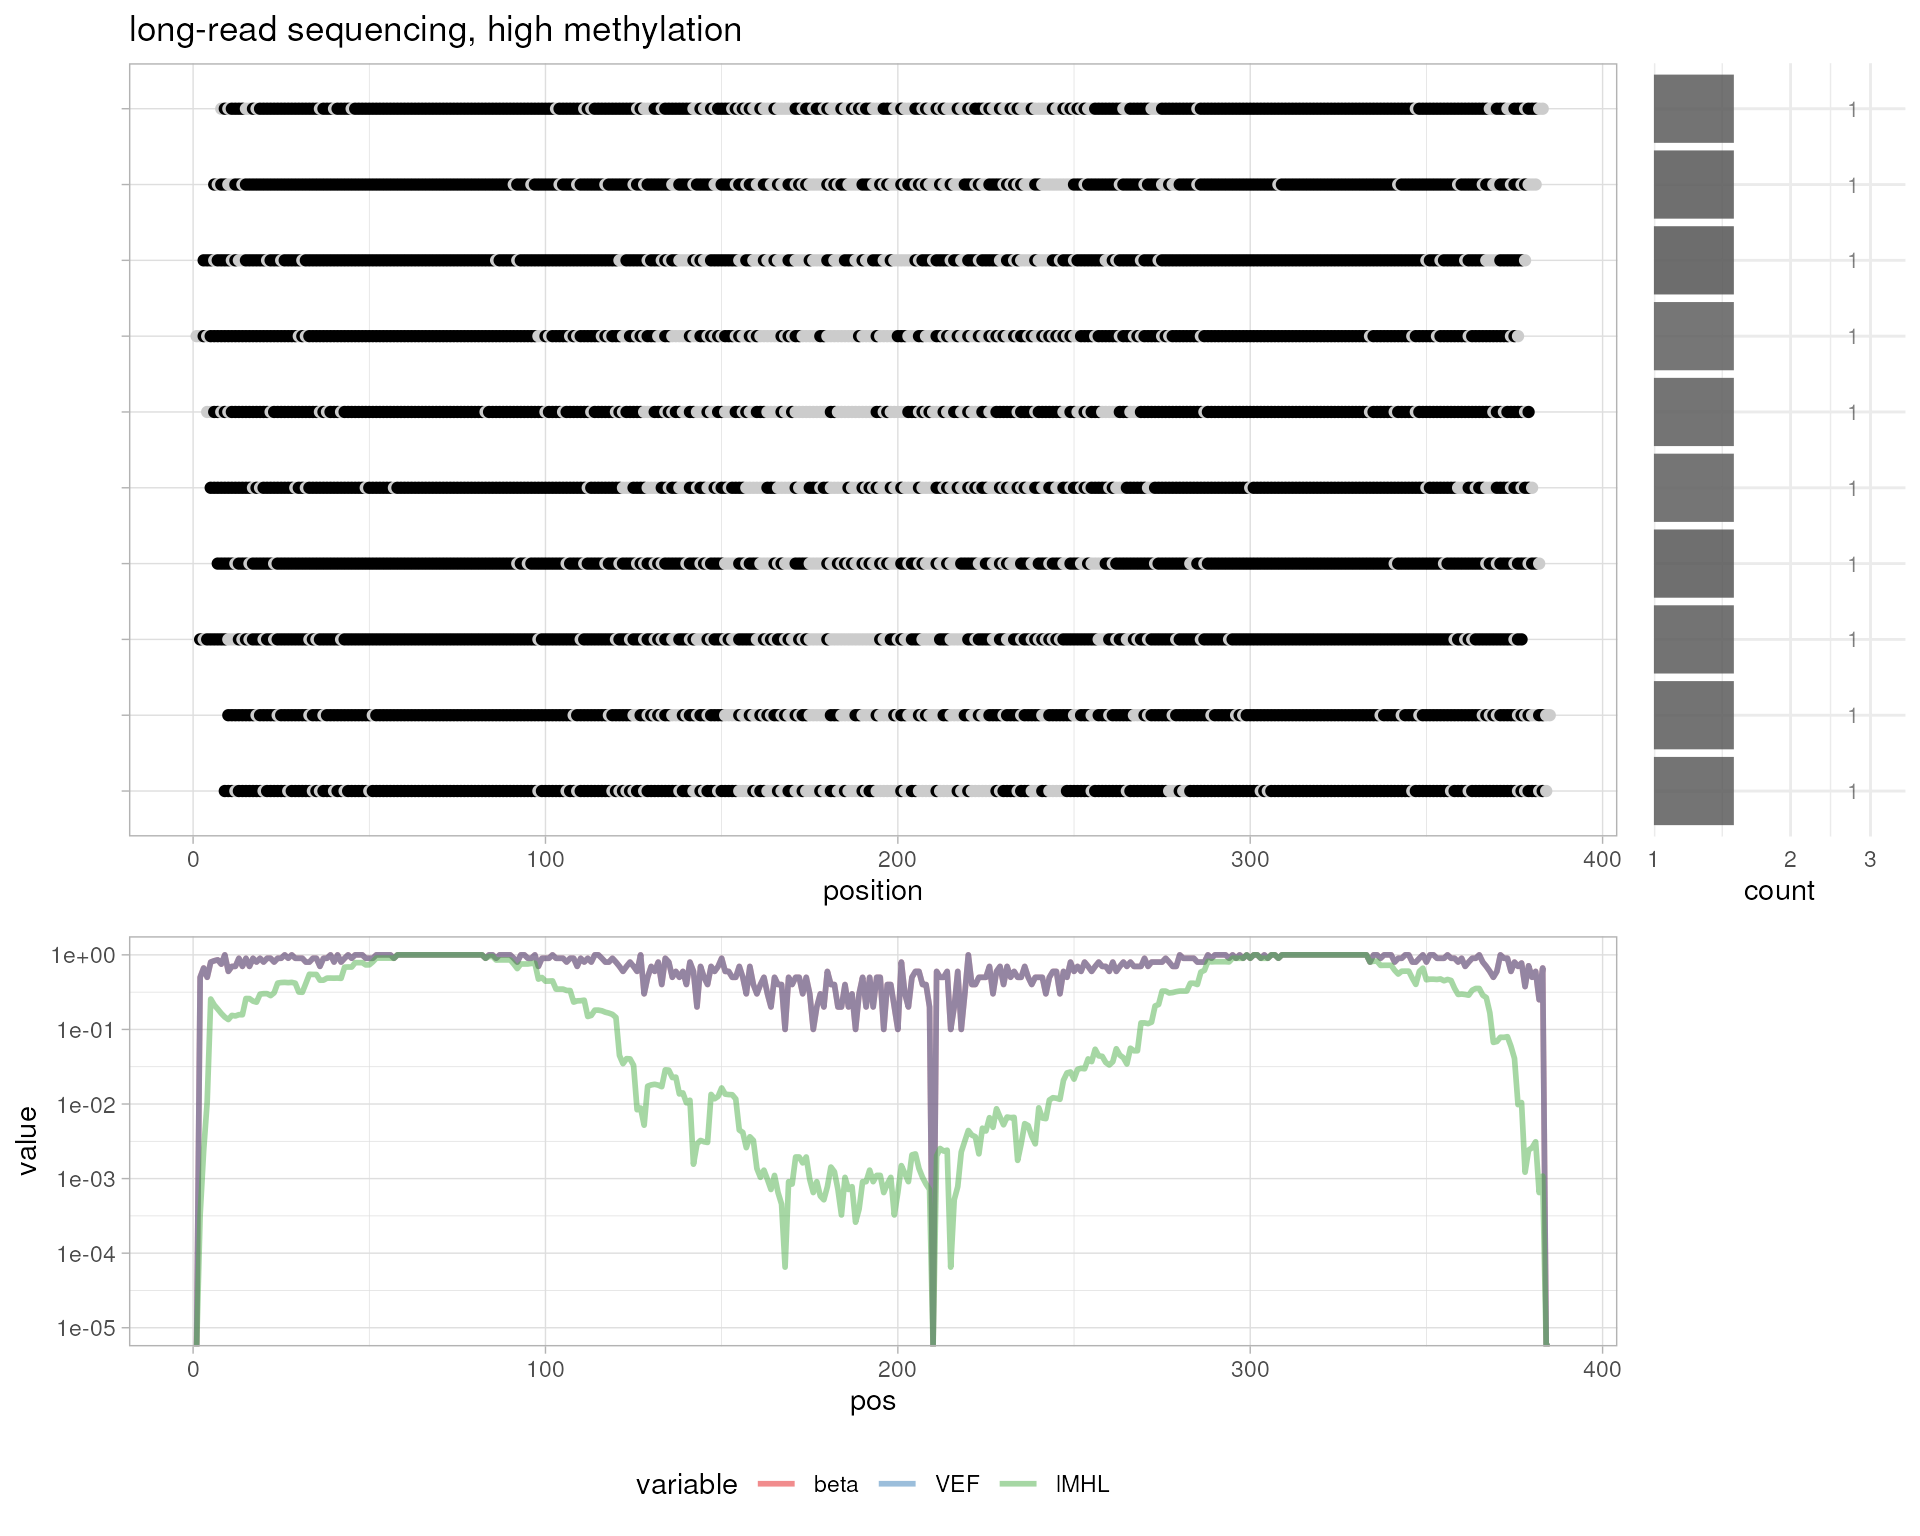 long-read sequencing, high methylation
1
1
1
1
1
1
1
1
1
1
0 100 200 300 400
1 2 3
position
count
1e+00
1e-01
1e-02
1e-03
1e-04
1e-05
value
0 100 200 300 400
pos
variable beta VEF lMHL